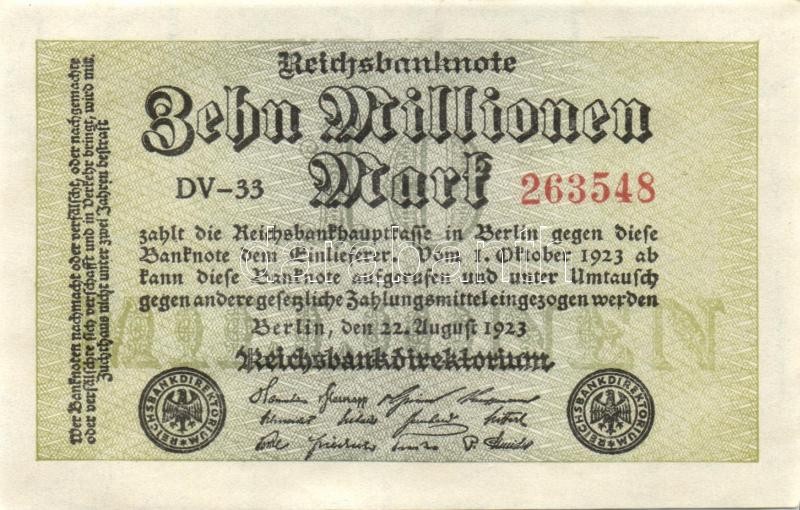 Reichsbanknote
Zehn Millionen
Mark
DV-33
263548
zahlt die Reichsbankhauptkasse in Berlin gegen diese
Banknote dem Einlieferer. Vom 1. Oktober 1923 ab
kann diese Banknote aufgerufen und unter Umtausch
gegen andere gesetzliche Zahlungsmittel eingezogen werden
Berlin, den 22. August 1923
Reichsbankdirektorium
REICHSBANKDIREKTORIUM
REICHSBANKDIREKTORIUM
Wer Banknoten nachmacht oder verfälscht, oder nachgemachte
oder verfälschte sich verschafft und in Verkehr bringt, wird mit
Zuchthaus nicht unter zwei Jahren bestraft